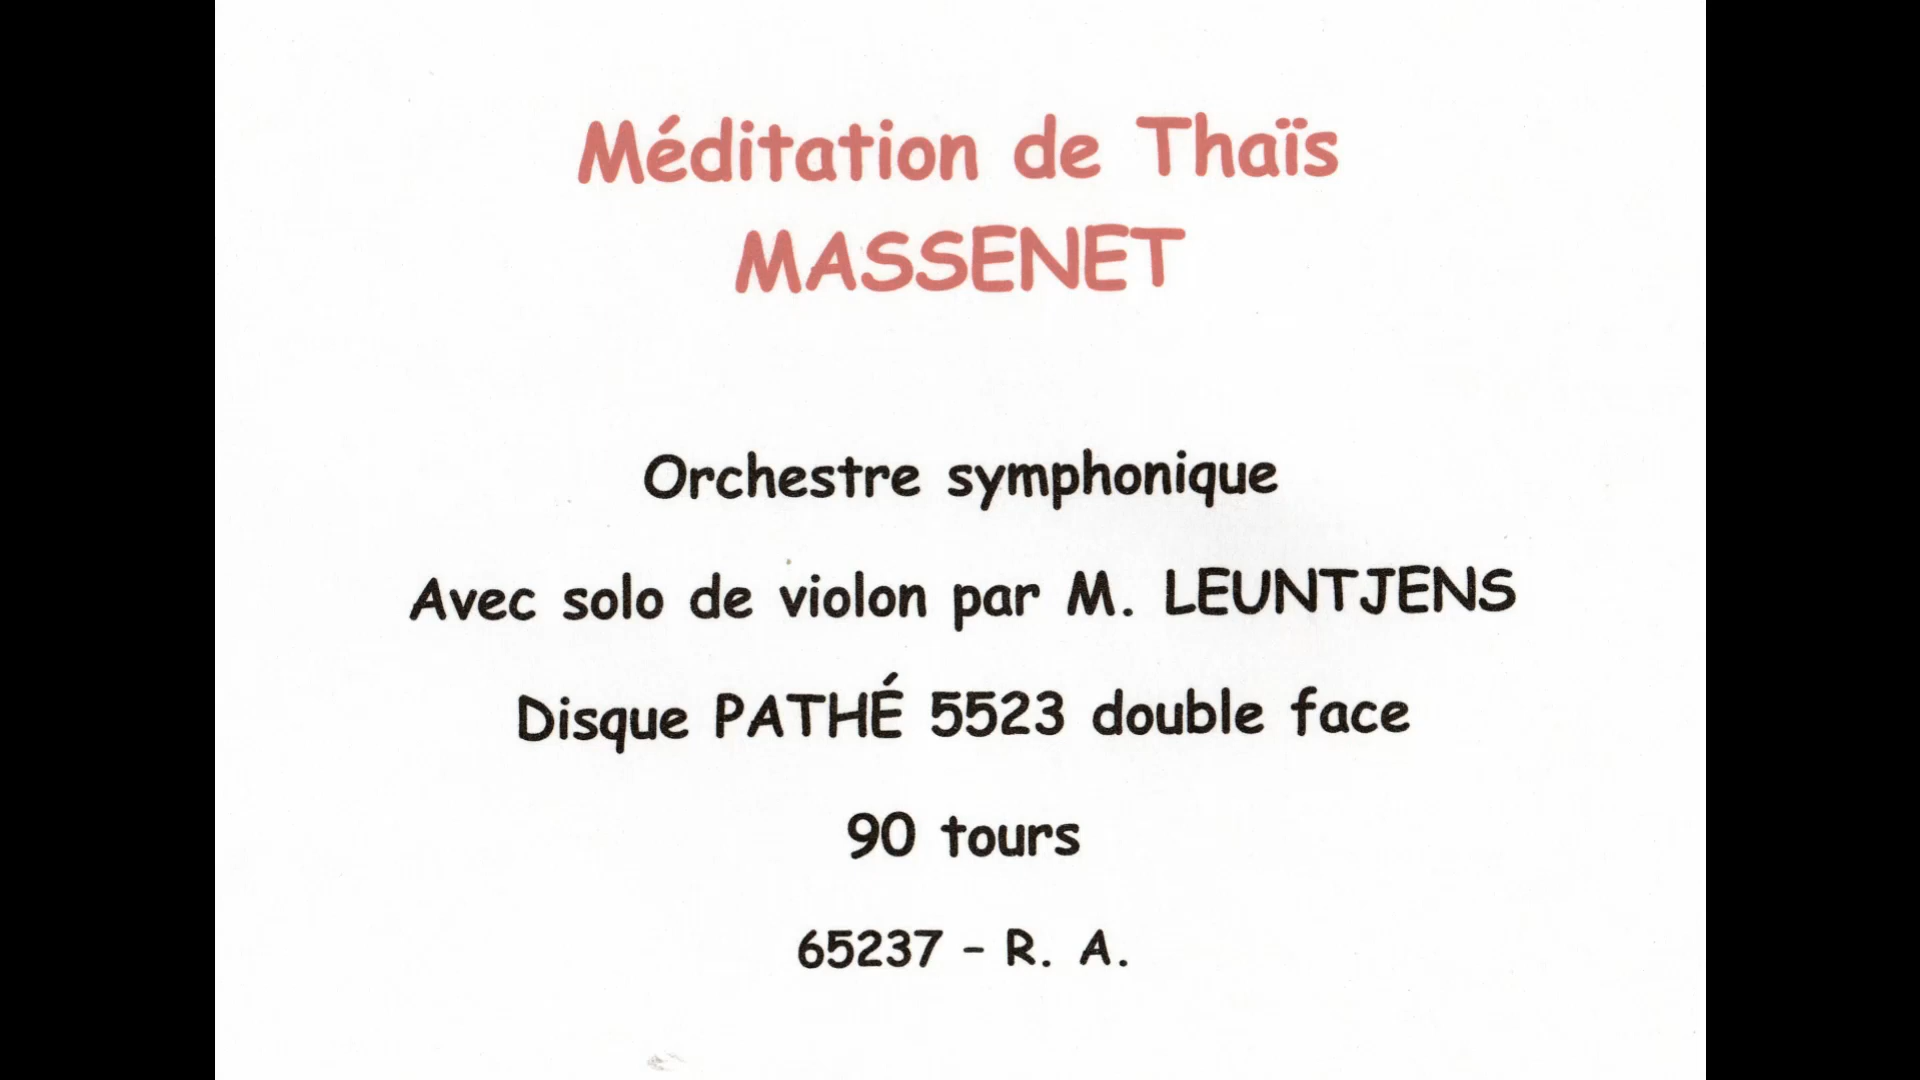 Méditation de Thaïs
MASSENET
Orchestre symphonique
Avec solo de violon par M. LEUNTJENS
Disque PATHÉ 5523 double face
90 tours
65237 - R. A.